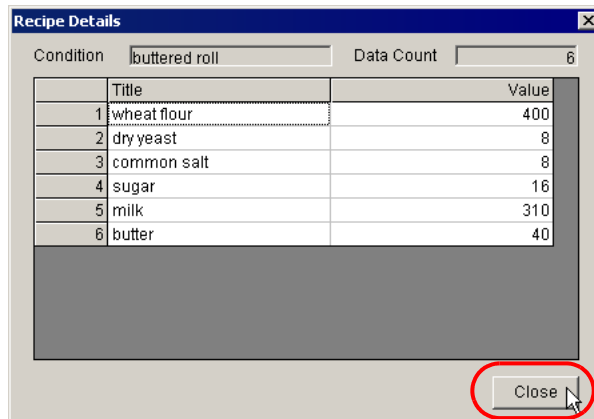 Recipe Details
Condition buttered roll Data Count 6
Title Value
1 wheat flour 400
2 dry yeast 8
3 common salt 8
4 sugar 16
5 milk 310
6 butter 40
Close